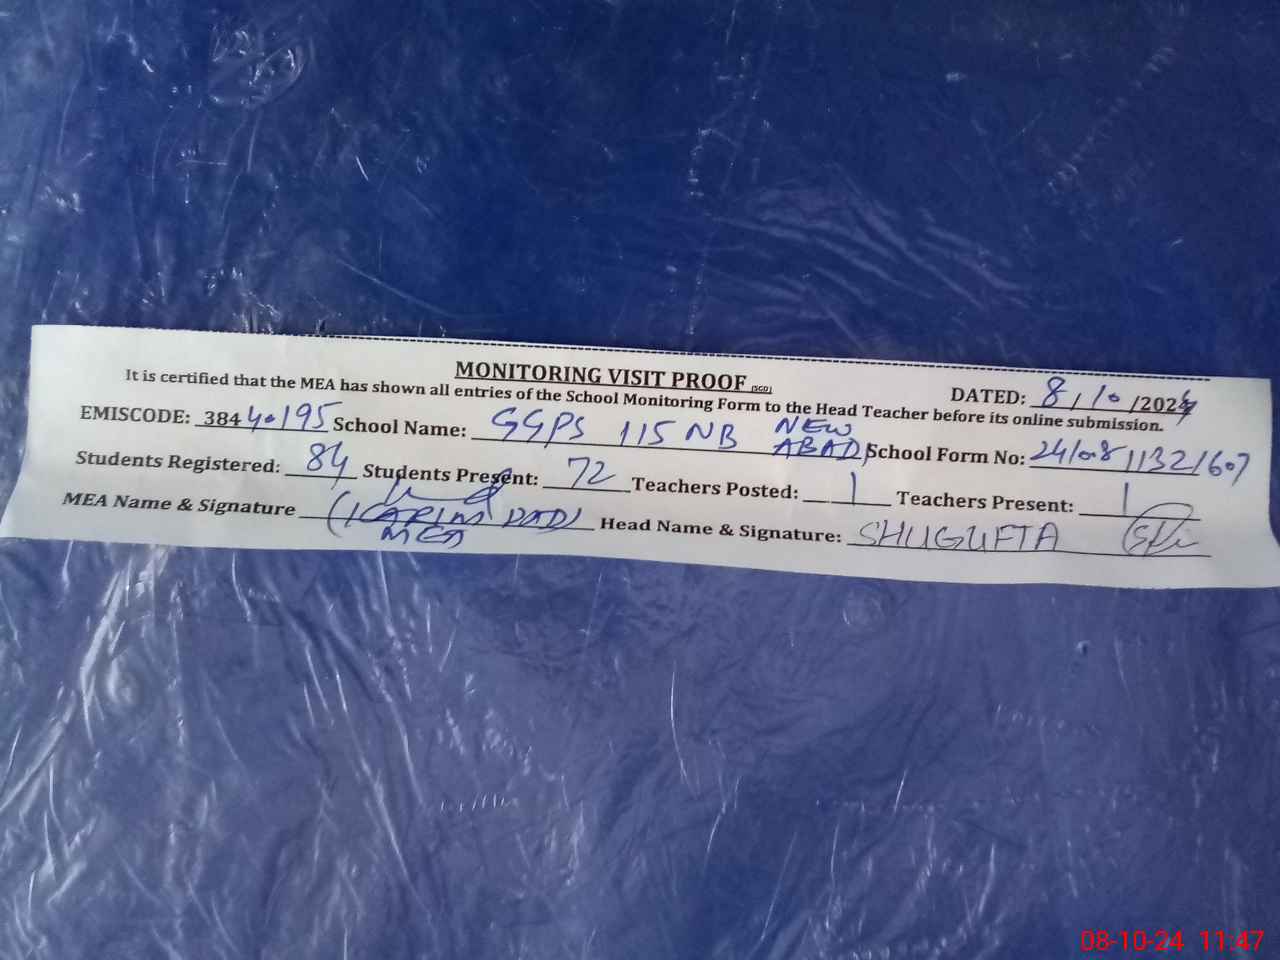 MONITORING VISIT PROOF (SGD)
DATED: 8/10/2024
It is certified that the MEA has shown all entries of the School Monitoring Form to the Head Teacher before its online submission.
EMISCODE: 38440195 School Name: GGPS 115 NB NEW ABAD, School Form No:
Students Registered: 84 Students Present: 72 Teachers Posted: 1 Teachers Present: 1
MEA Name & Signature (KARIM DAD) MEA Head Name & Signature: SHUGUFTA
08-10-24 11:47